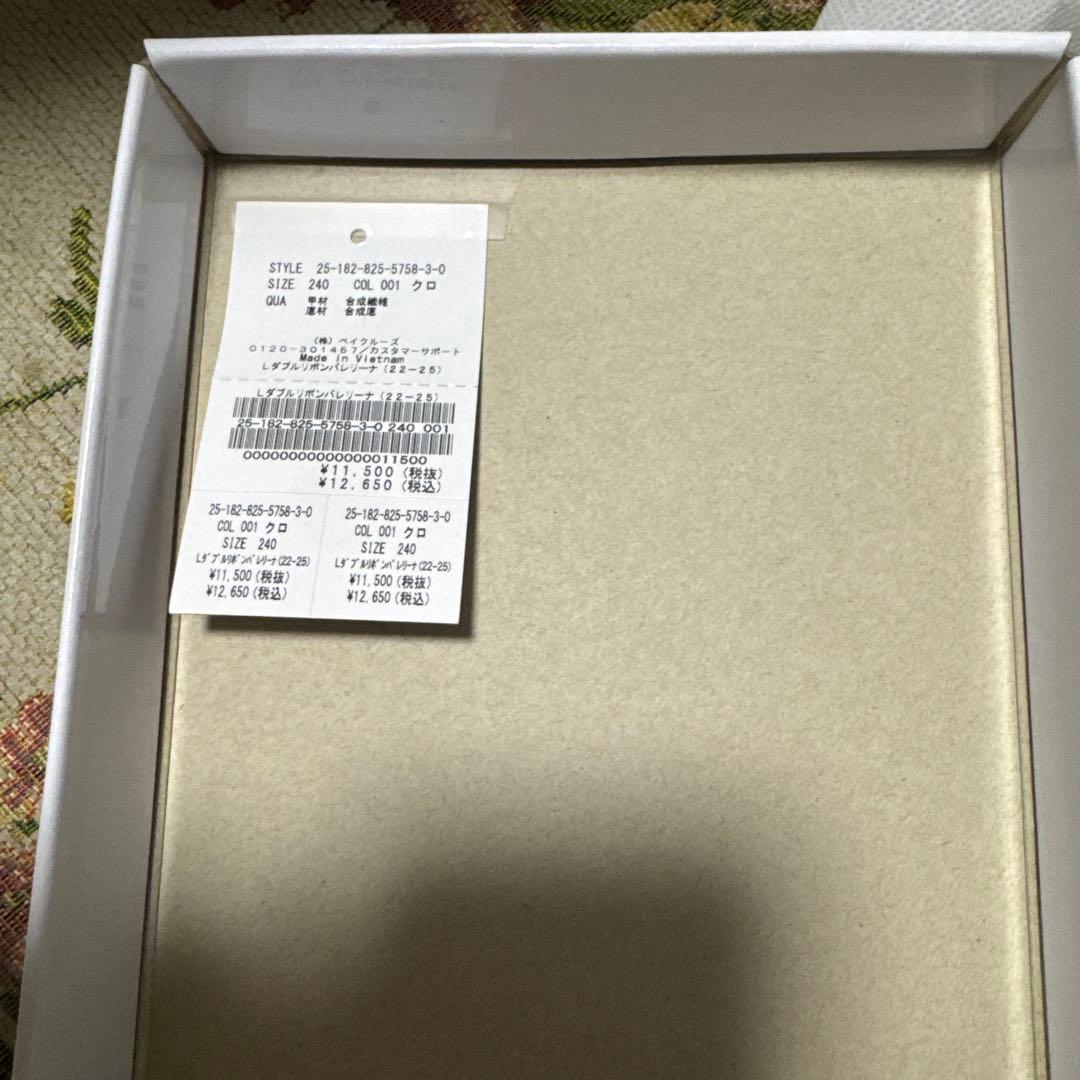 STYLE 25-182-825-5758-3-0
SIZE 240 COL 001 クロ
QUA 甲材 合成繊維
底材 合成底
(株)ベイクルーズ
0120-301457/カスタマーサポート
Made in Vietnam
Lダブルリボンバレリーナ(22-25)
Lダブルリボンバレリーナ(22-25)
25-182-825-5758-3-0 240 001
00000000000000011500
¥11,500(税抜)
¥12,650(税込)
25-182-825-5758-3-0
COL 001 クロ
SIZE 240
Lダブルリボンバレリーナ(22-25)
¥11,500(税抜)
¥12,650(税込)
25-182-825-5758-3-0
COL 001 クロ
SIZE 240
Lダブルリボンバレリーナ(22-25)
¥11,500(税抜)
¥12,650(税込)